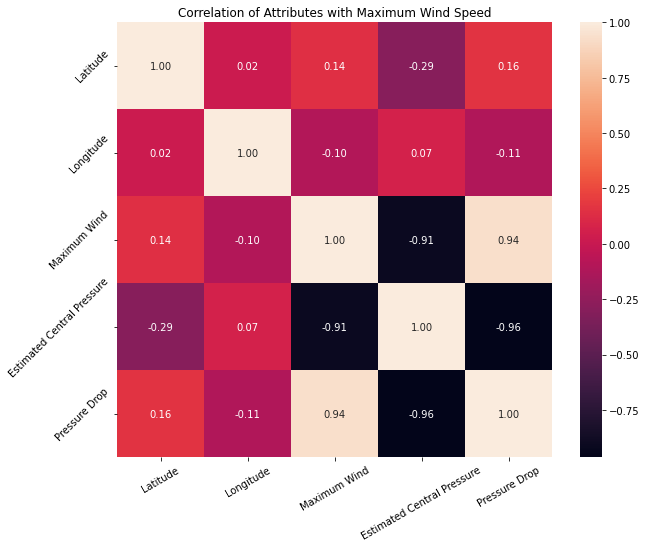 Correlation of Attributes with Maximum Wind Speed
Latitude 1.00 0.02 0.14 -0.29 0.16
Longitude 0.02 1.00 -0.10 0.07 -0.11
Maximum Wind 0.14 -0.10 1.00 -0.91 0.94
Estimated Central Pressure -0.29 0.07 -0.91 1.00 -0.96
Pressure Drop 0.16 -0.11 0.94 -0.96 1.00
Latitude Longitude Maximum Wind Estimated Central Pressure Pressure Drop
1.00
0.75
0.50
0.25
0.00
-0.25
-0.50
-0.75